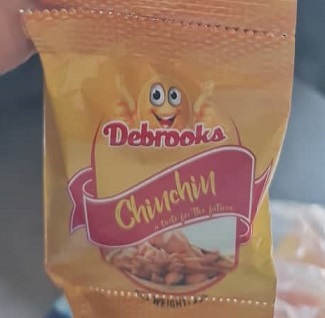 Debrooks
Chinchin
a taste for the future
WEIGHT: